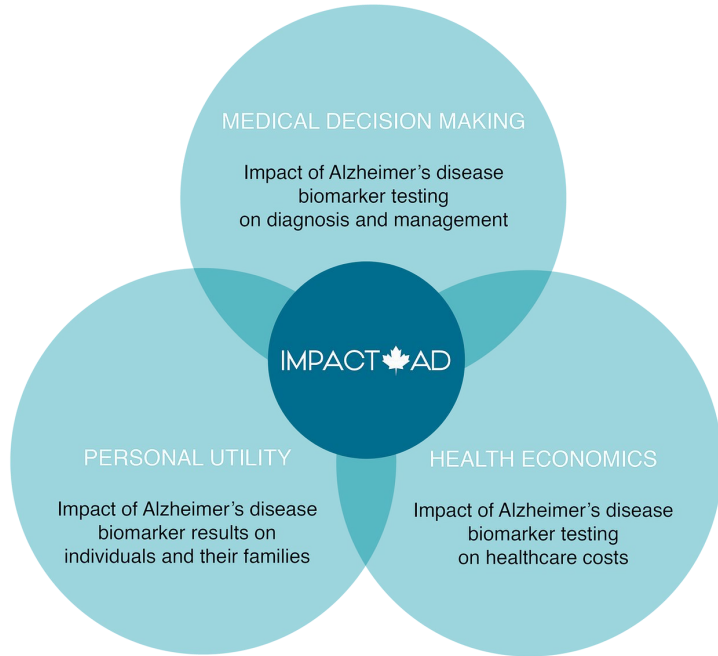 MEDICAL DECISION MAKING
Impact of Alzheimer’s disease
biomarker testing
on diagnosis and management
IMPACT AD
PERSONAL UTILITY
Impact of Alzheimer’s disease
biomarker results on
individuals and their families
HEALTH ECONOMICS
Impact of Alzheimer’s disease
biomarker testing
on healthcare costs